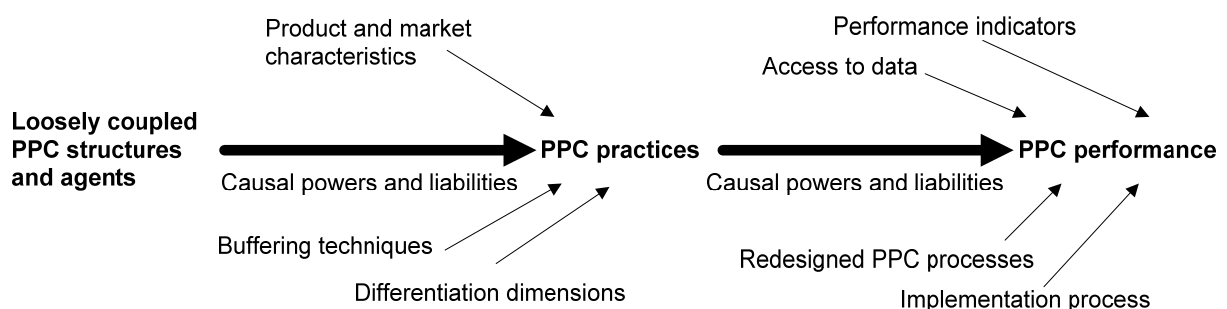 Product and market
characteristics
Performance indicators
Access to data
Loosely coupled
PPC structures
and agents
PPC practices
PPC performance
Causal powers and liabilities
Causal powers and liabilities
Buffering techniques
Differentiation dimensions
Redesigned PPC processes
Implementation process